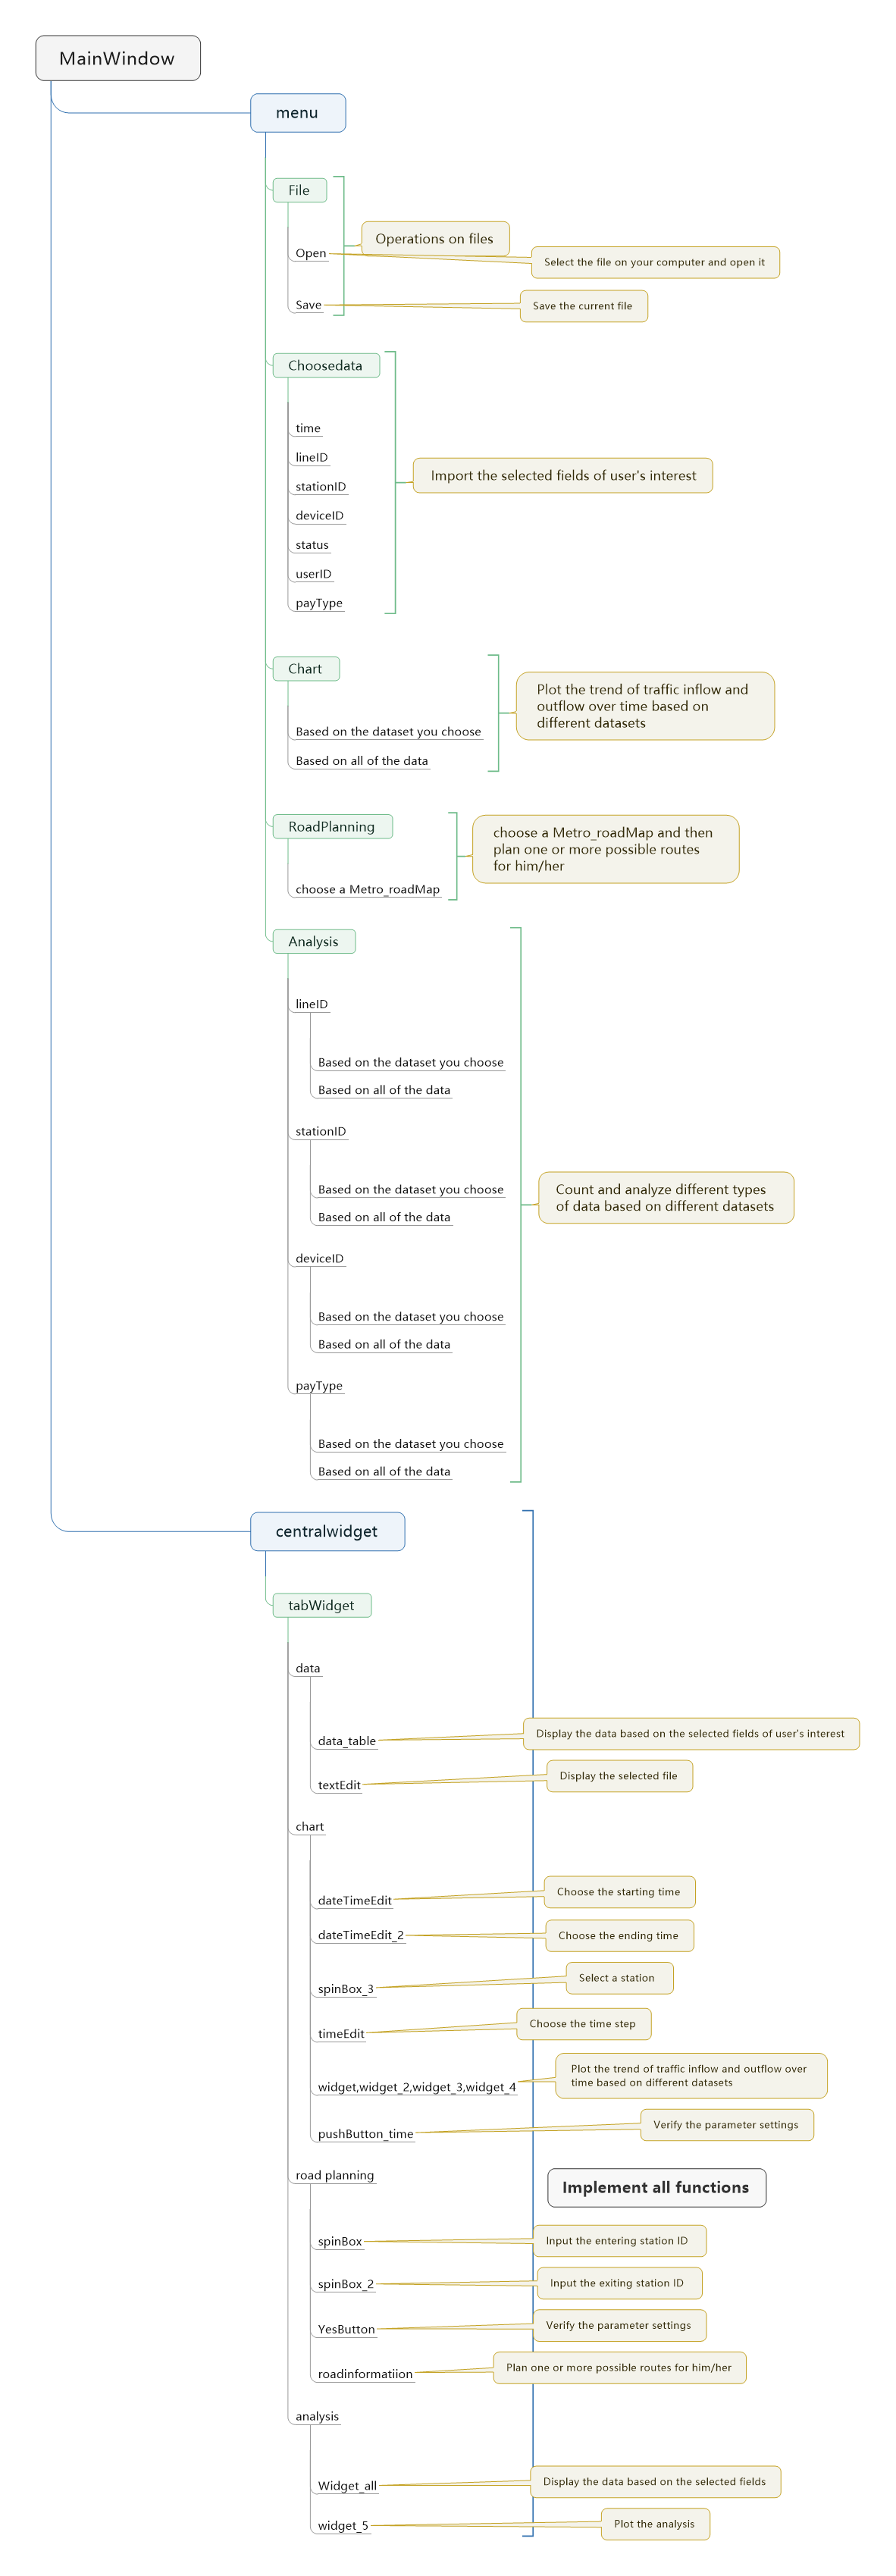 MainWindow
menu
File
Operations on files
Open
Select the file on your computer and open it
Save
Save the current file
Choosedata
time
lineID
stationID
deviceID
status
userID
payType
Import the selected fields of user's interest
Chart
Based on the dataset you choose
Based on all of the data
Plot the trend of traffic inflow and
outflow over time based on
different datasets
RoadPlanning
choose a Metro_roadMap
choose a Metro_roadMap and then
plan one or more possible routes
for him/her
Analysis
lineID
Based on the dataset you choose
Based on all of the data
stationID
Based on the dataset you choose
Based on all of the data
deviceID
Based on the dataset you choose
Based on all of the data
payType
Based on the dataset you choose
Based on all of the data
Count and analyze different types
of data based on different datasets
centralwidget
tabWidget
data
data_table
Display the data based on the selected fields of user's interest
textEdit
Display the selected file
chart
dateTimeEdit
Choose the starting time
dateTimeEdit_2
Choose the ending time
spinBox_3
Select a station
timeEdit
Choose the time step
widget,widget_2,widget_3,widget_4
Plot the trend of traffic inflow and outflow over
time based on different datasets
pushButton_time
Verify the parameter settings
road planning
Implement all functions
spinBox
Input the entering station ID
spinBox_2
Input the exiting station ID
YesButton
Verify the parameter settings
roadinformatiion
Plan one or more possible routes for him/her
analysis
Widget_all
Display the data based on the selected fields
widget_5
Plot the analysis